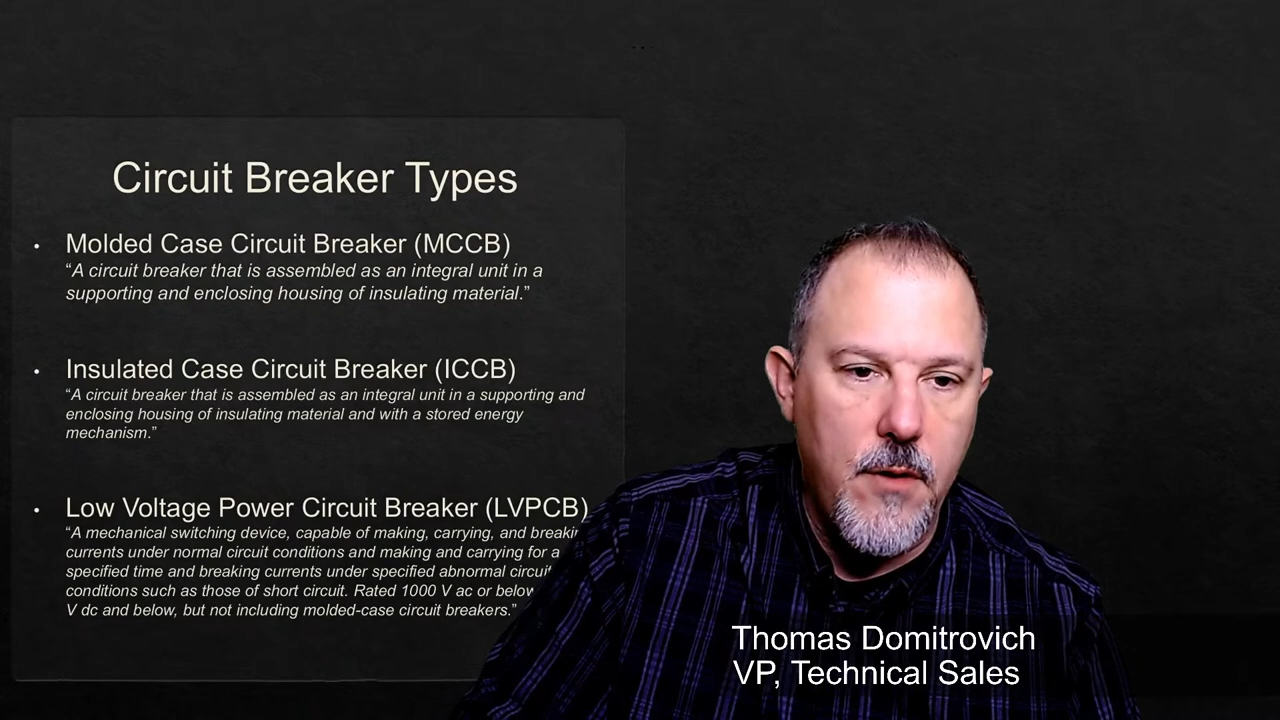 Circuit Breaker Types
• Molded Case Circuit Breaker (MCCB)
“A circuit breaker that is assembled as an integral unit in a
supporting and enclosing housing of insulating material.”
• Insulated Case Circuit Breaker (ICCB)
“A circuit breaker that is assembled as an integral unit in a supporting and
enclosing housing of insulating material and with a stored energy
mechanism.”
• Low Voltage Power Circuit Breaker (LVPCB)
“A mechanical switching device, capable of making, carrying, and
currents under normal circuit conditions and making and carrying for a
specified time and breaking currents under specified abnormal circuit
conditions such as those of short circuit. Rated 1000 V ac or below
V dc and below, but not including molded-case circuit breakers.”
Thomas Domitrovich
VP, Technical Sales